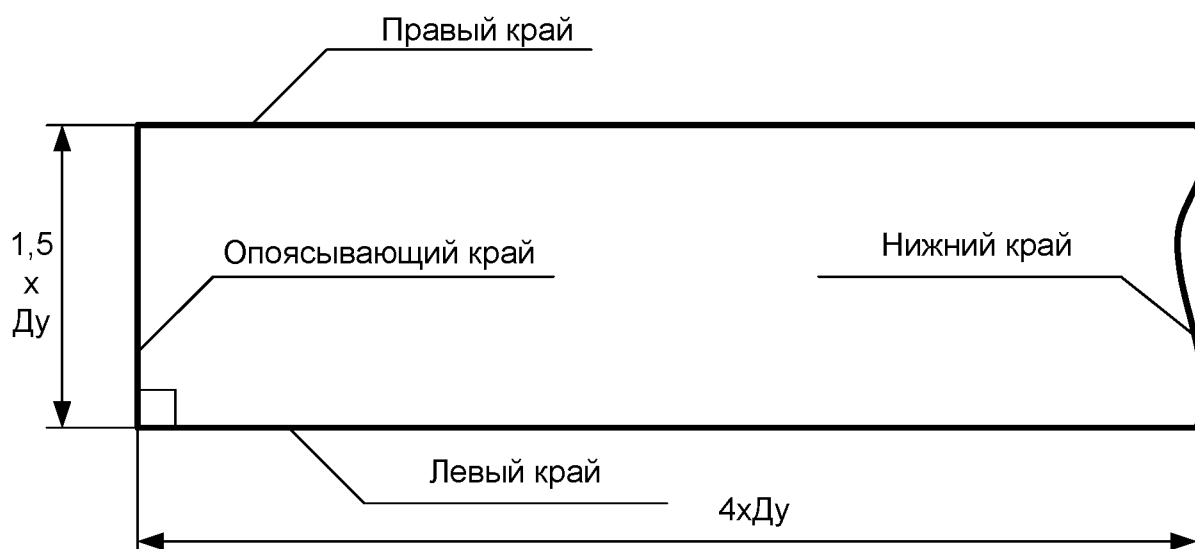 Правый край
1,5
х
Ду
Опоясывающий край
Нижний край
Левый край
4хДу